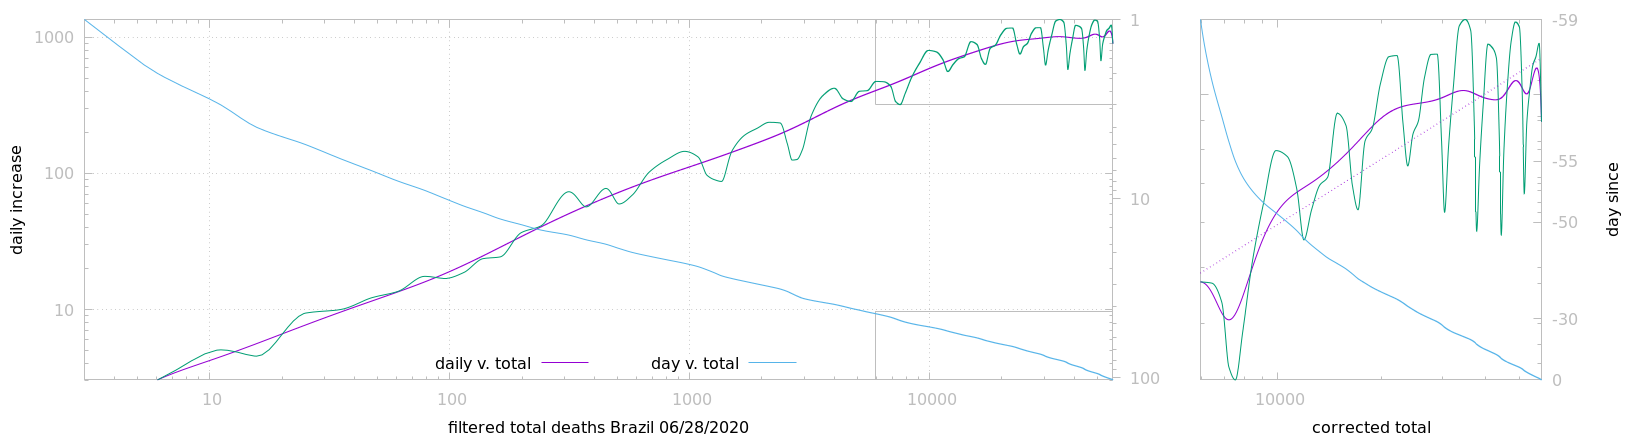 1000
100
10
daily increase
10
100
1000
10000
filtered total deaths Brazil 06/28/2020
daily v. total
day v. total
1
10
100
10000
corrected total
-59
-55
-50
-30
0
day since